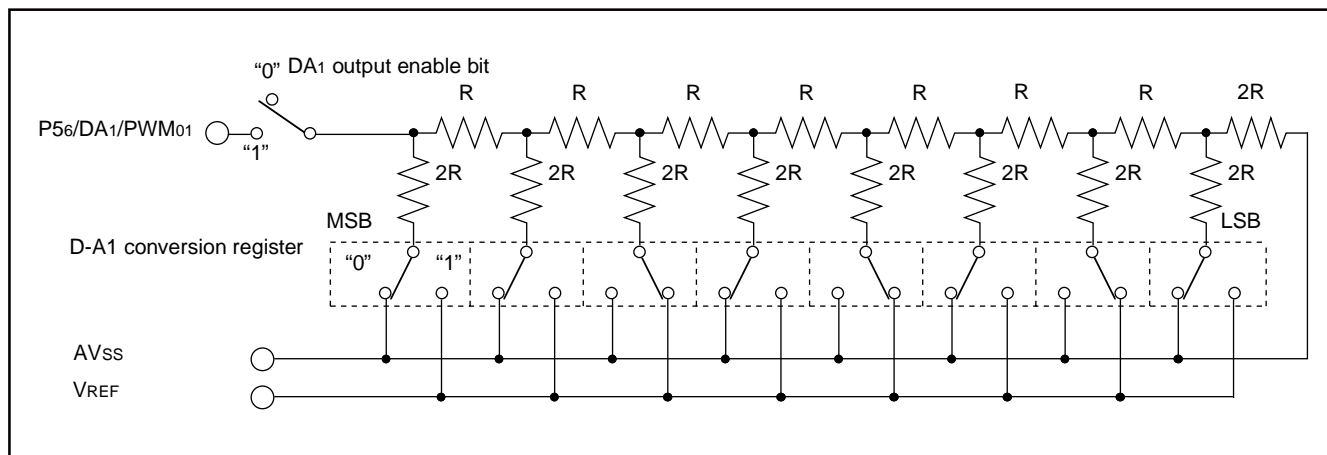 “0” DA1 output enable bit
R R R R R R R 2R
P56/DA1/PWM01
“1”
2R 2R 2R 2R 2R 2R 2R 2R
MSB LSB
D-A1 conversion register
“0” “1”
AVSS
VREF